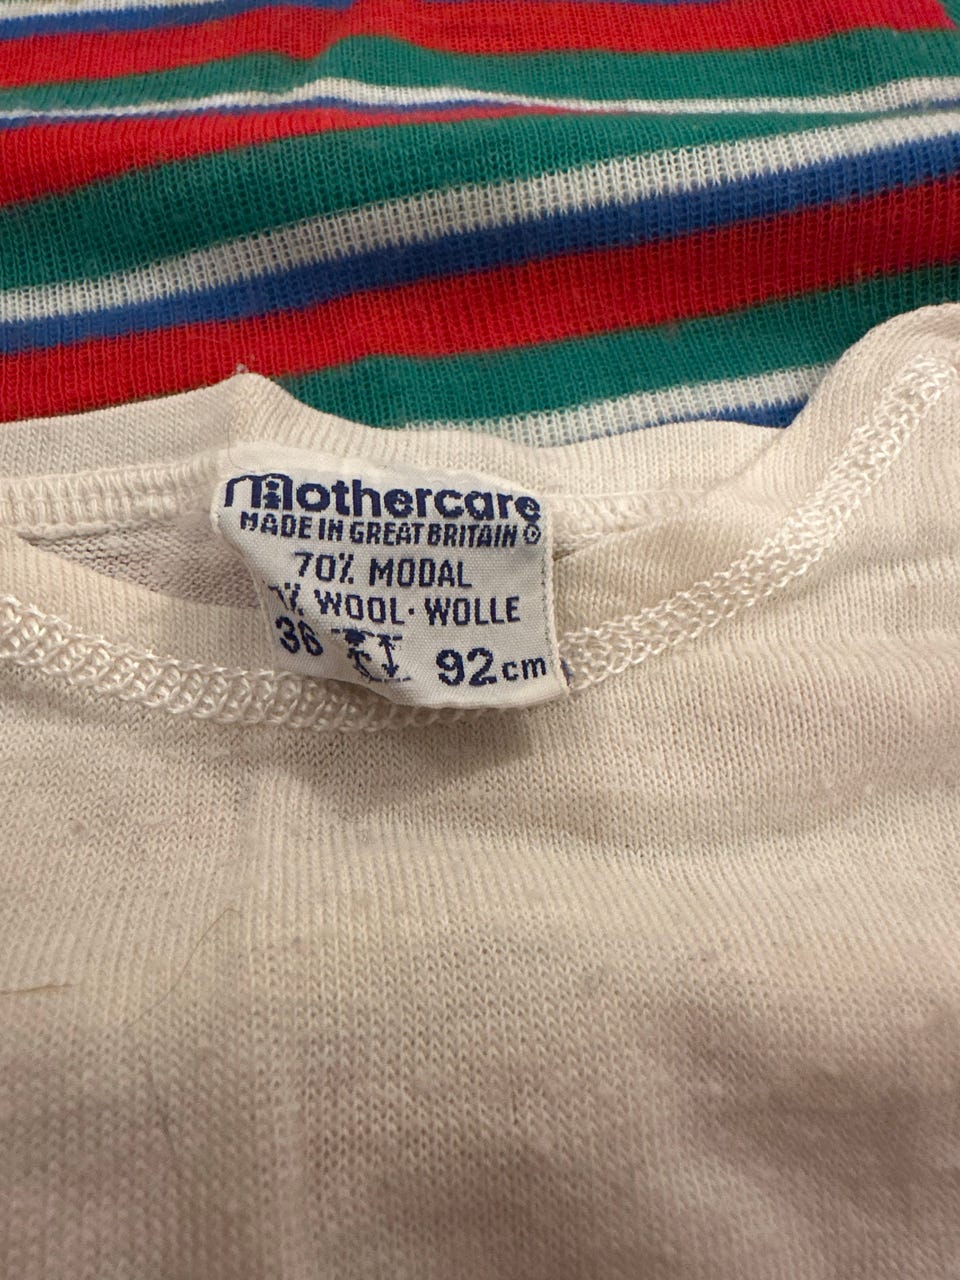 mothercare
MADE IN GREAT BRITAIN
70% MODAL
% WOOL · WOLLE
36 92cm